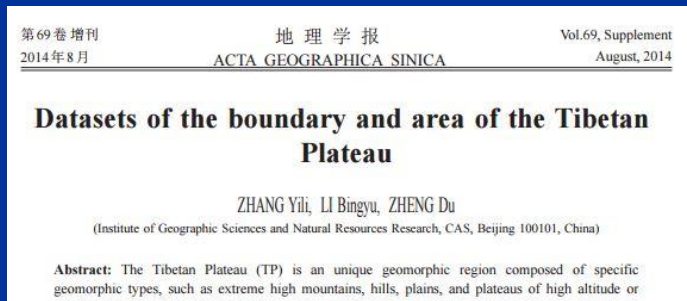 第69卷 增刊
地 理 学 报
Vol.69, Supplement
2014年8月
ACTA GEOGRAPHICA SINICA
August, 2014
Datasets of the boundary and area of the Tibetan
Plateau
ZHANG Yili, LI Bingyu, ZHENG Du
(Institute of Geographic Sciences and Natural Resources Research, CAS, Beijing 100101, China)
Abstract: The Tibetan Plateau (TP) is an unique geomorphic region composed of specific
geomorphic types, such as extreme high mountains, hills, plains, and plateaus of high altitude or